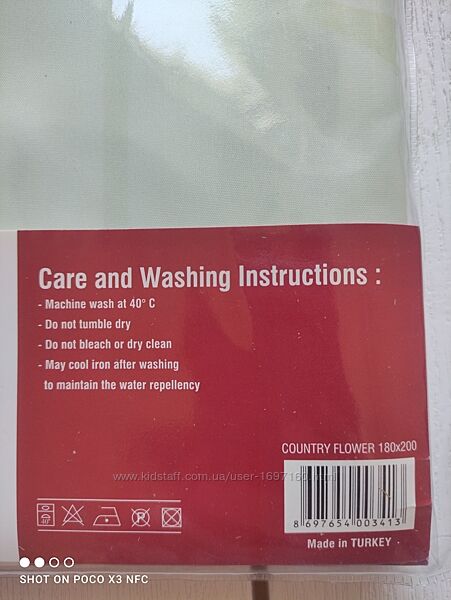 Care and Washing Instructions :
- Machine wash at 40° C
- Do not tumble dry
- Do not bleach or dry clean
- May cool iron after washing
to maintain the water repellency
COUNTRY FLOWER 180x200
www.kidstaff.com.ua/user-1697160.html
8 697654 003413
Made in TURKEY
SHOT ON POCO X3 NFC